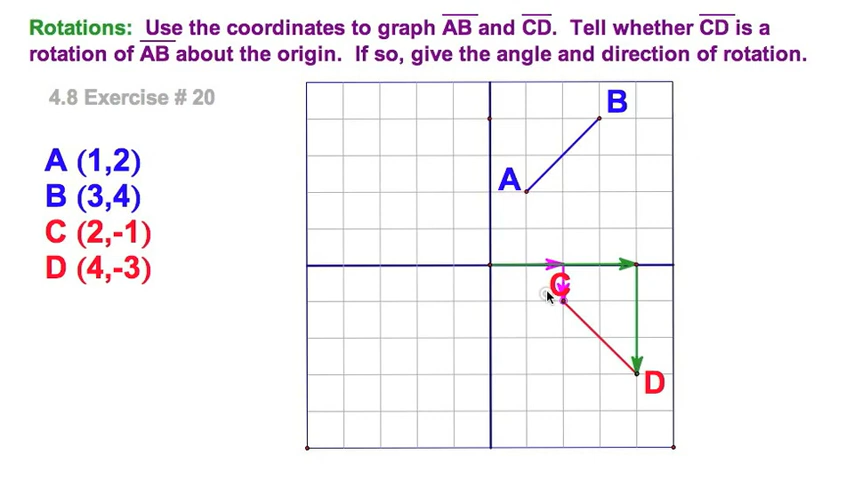 Rotations: Use the coordinates to graph AB and CD. Tell whether CD is a
rotation of AB about the origin. If so, give the angle and direction of rotation.
4.8 Exercise # 20
A (1,2)
B (3,4)
C (2,-1)
D (4,-3)
B
A
C
D